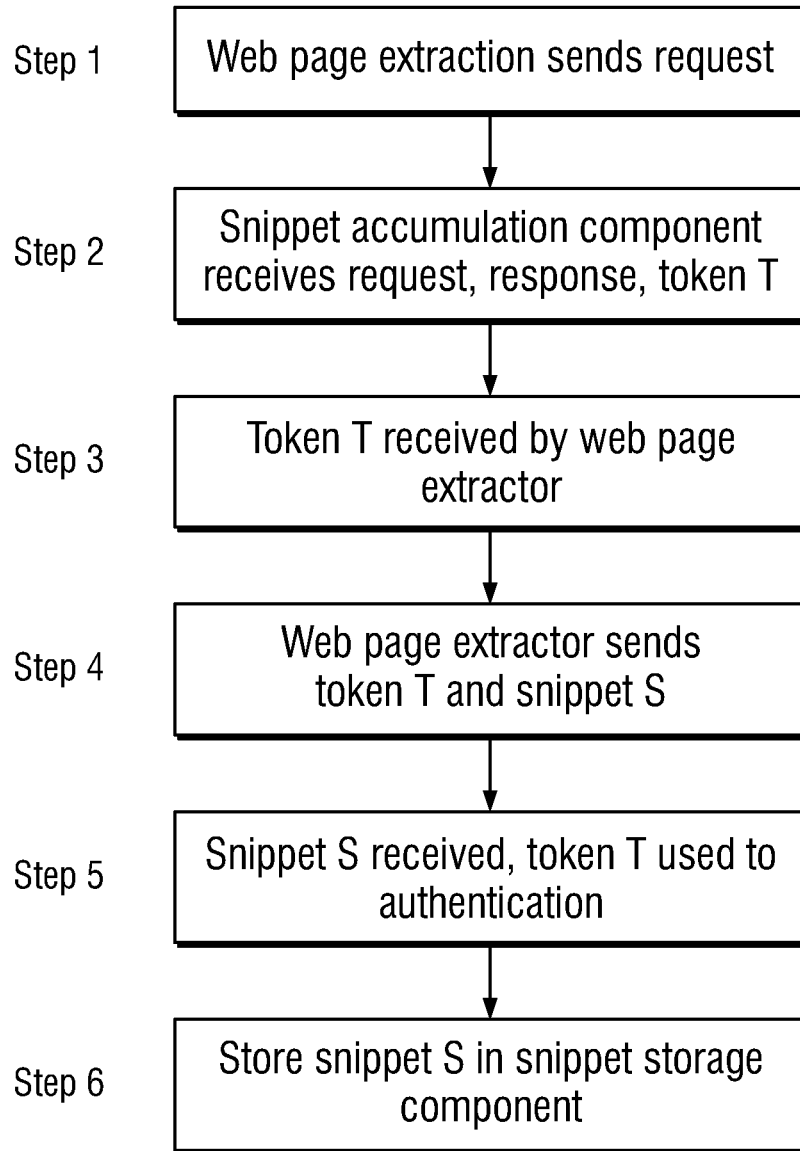 Step 1
Web page extraction sends request
Step 2
Snippet accumulation component
receives request, response, token T
Step 3
Token T received by web page
extractor
Step 4
Web page extractor sends
token T and snippet S
Step 5
Snippet S received, token T used to
authentication
Step 6
Store snippet S in snippet storage
component